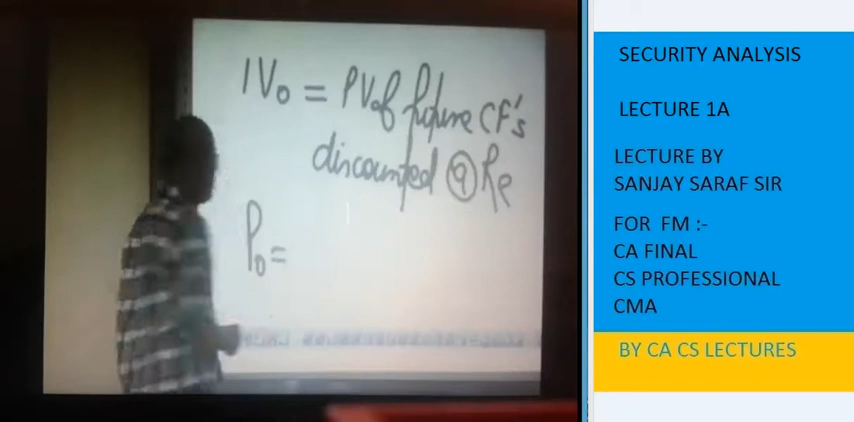 IV₀ = PV of future CF's
discounted @ Re
P₀ =
SECURITY ANALYSIS
LECTURE 1A
LECTURE BY
SANJAY SARAF SIR
FOR FM :-
CA FINAL
CS PROFESSIONAL
CMA
BY CA CS LECTURES